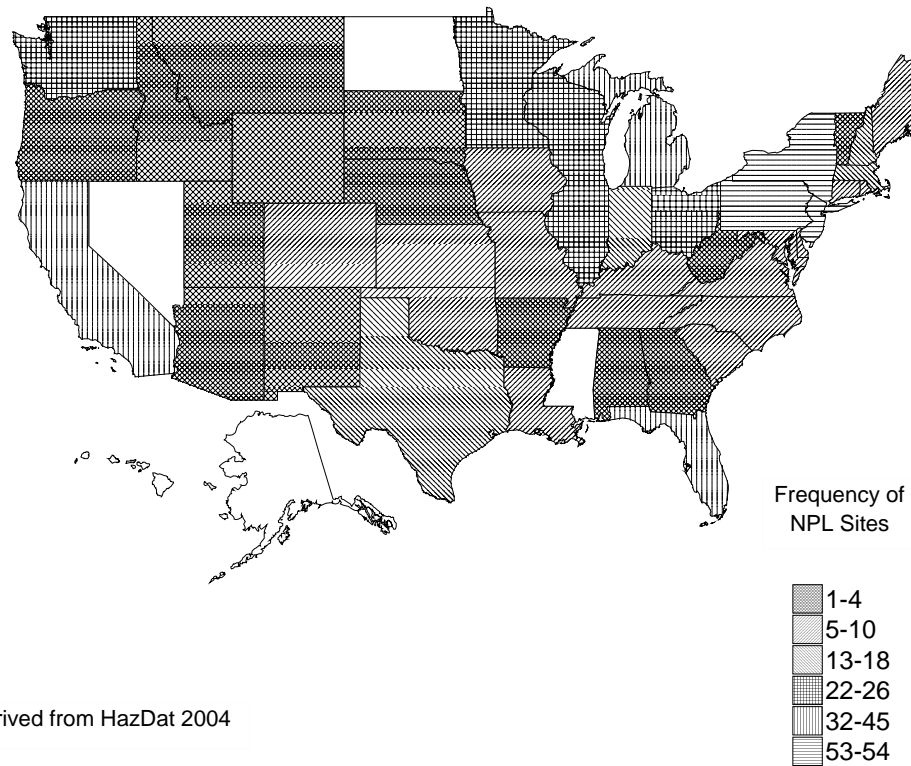 Frequency of
NPL Sites
1-4
5-10
13-18
22-26
32-45
53-54
from HazDat 2004